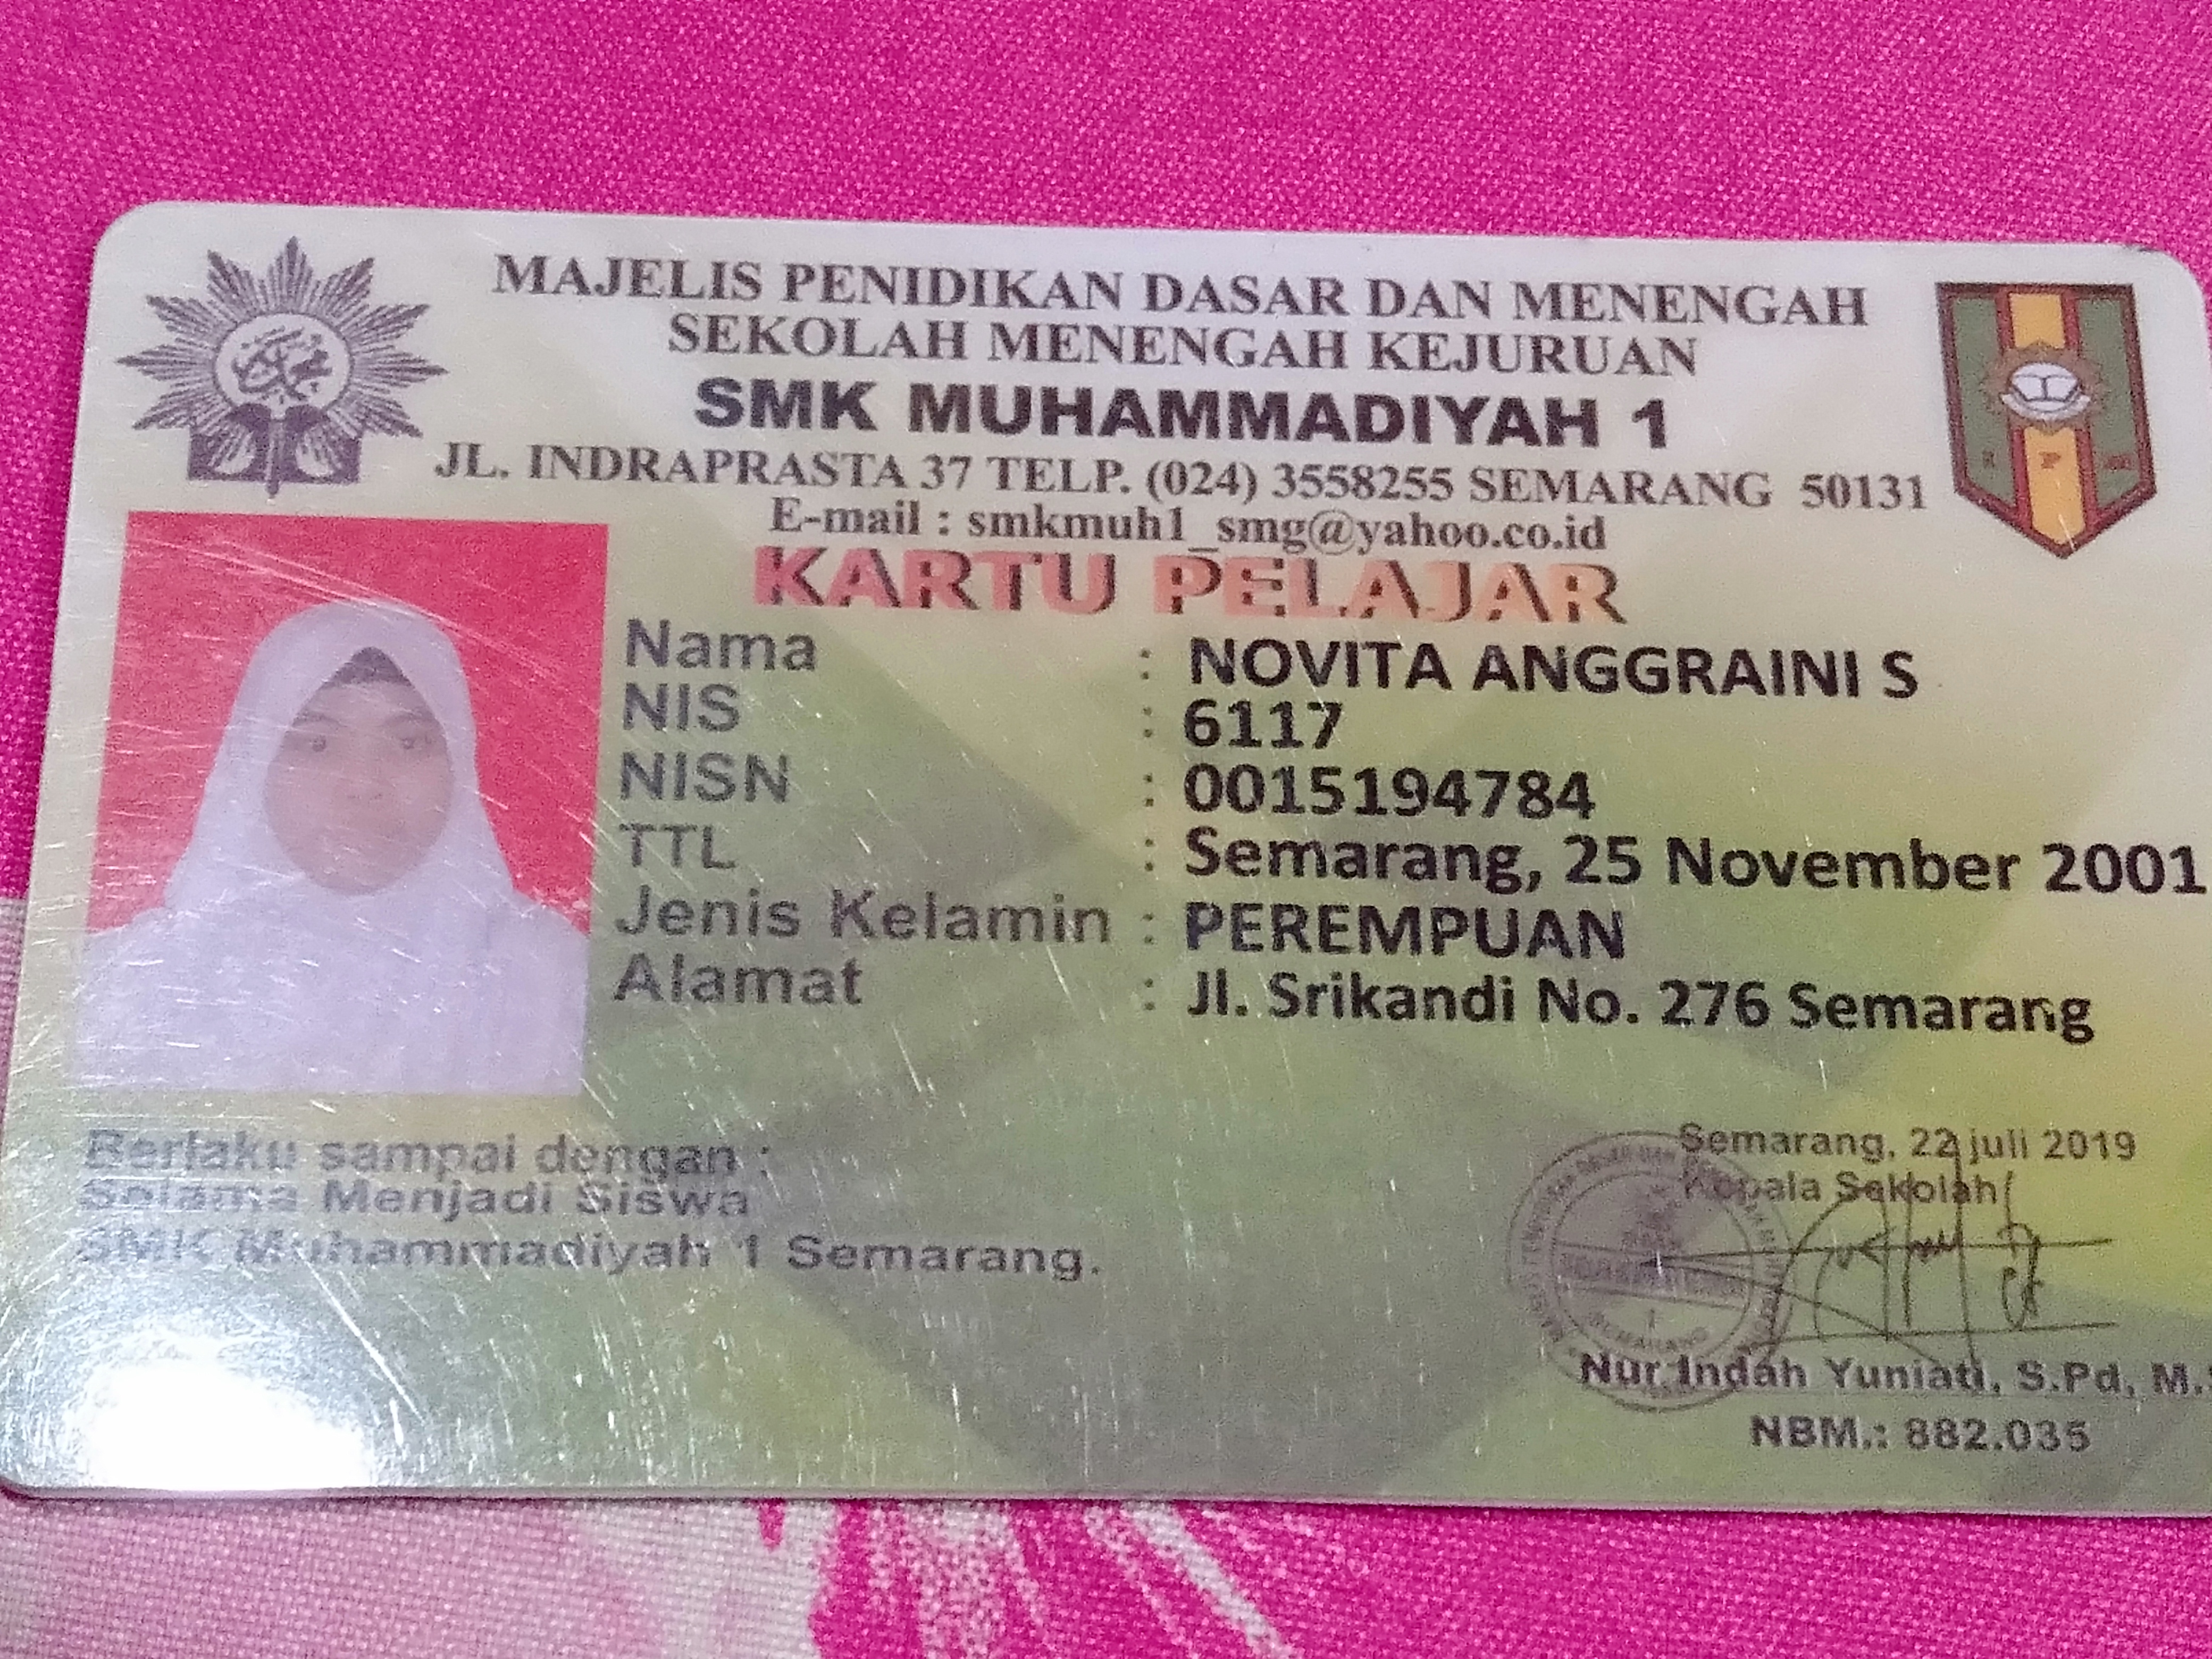 MAJELIS PENIDIKAN DASAR DAN MENENGAH
SEKOLAH MENENGAH KEJURUAN
SMK MUHAMMADIYAH 1
JL. INDRAPRASTA 37 TELP. (024) 3558255 SEMARANG 50131
E-mail : smkmuh1_smg@yahoo.co.id
KARTU PELAJAR
Nama : NOVITA ANGGRAINI S
NIS : 6117
NISN : 0015194784
TTL : Semarang, 25 November 2001
Jenis Kelamin : PEREMPUAN
Alamat : Jl. Srikandi No. 276 Semarang
Berlaku sampai dengan :
Selama Menjadi Siswa
SMK Muhammadiyah 1 Semarang.
Semarang, 22 juli 2019
Kepala Sekolah
Nur Indah Yuniati, S.Pd, M.
NBM.: 882.035